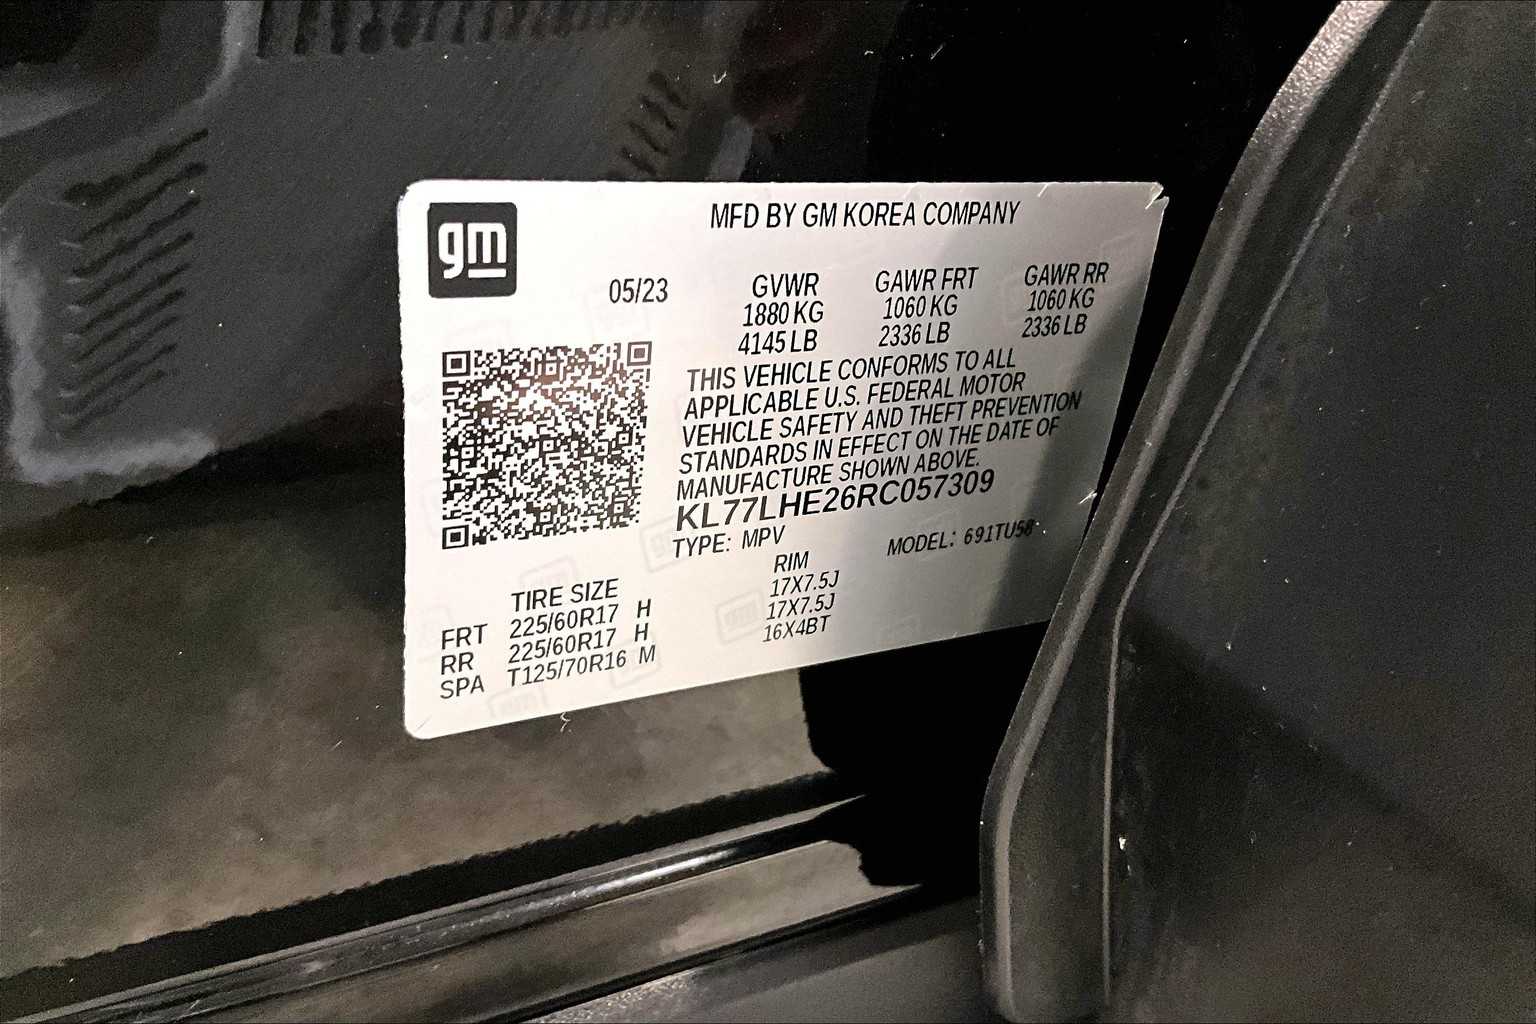 gm
MFD BY GM KOREA COMPANY
05/23
GVWR GAWR FRT GAWR RR
1880 KG 1060 KG 1060 KG
4145 LB 2336 LB 2336 LB
THIS VEHICLE CONFORMS TO ALL
APPLICABLE U.S. FEDERAL MOTOR
VEHICLE SAFETY AND THEFT PREVENTION
STANDARDS IN EFFECT ON THE DATE OF
MANUFACTURE SHOWN ABOVE.
KL77LHE26RC057309
TYPE: MPV MODEL: 691TU58
TIRE SIZE RIM
FRT 225/60R17 H 17X7.5J
RR 225/60R17 H 17X7.5J
SPA T125/70R16 M 16X4BT